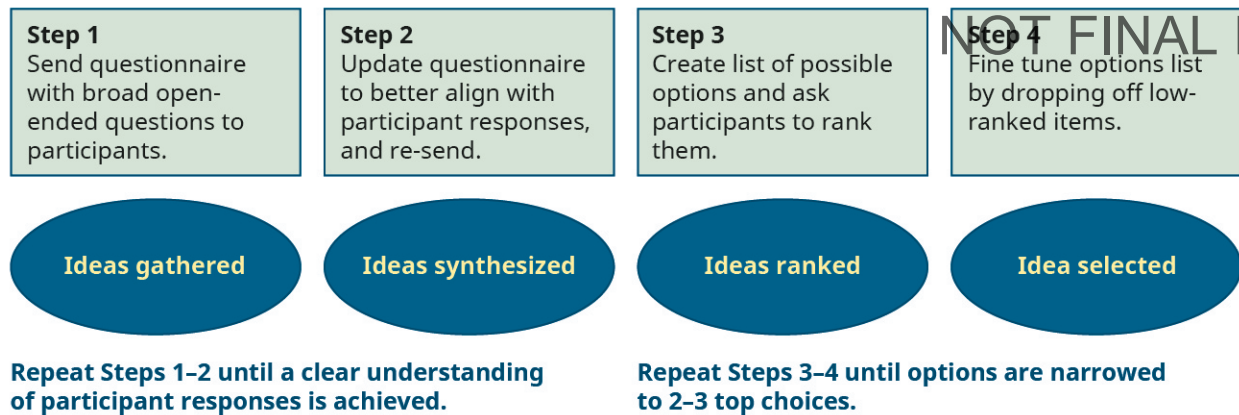 Step 1
Send questionnaire
with broad open-
ended questions to
participants.
Step 2
Update questionnaire
to better align with
participant responses,
and re-send.
Step 3
Create list of possible
options and ask
participants to rank
them.
NOT FINAL
Step 4
Fine tune options list
by dropping off low-
ranked items.
Ideas gathered
Ideas synthesized
Ideas ranked
Idea selected
Repeat Steps 1–2 until a clear understanding
of participant responses is achieved.
Repeat Steps 3–4 until options are narrowed
to 2–3 top choices.